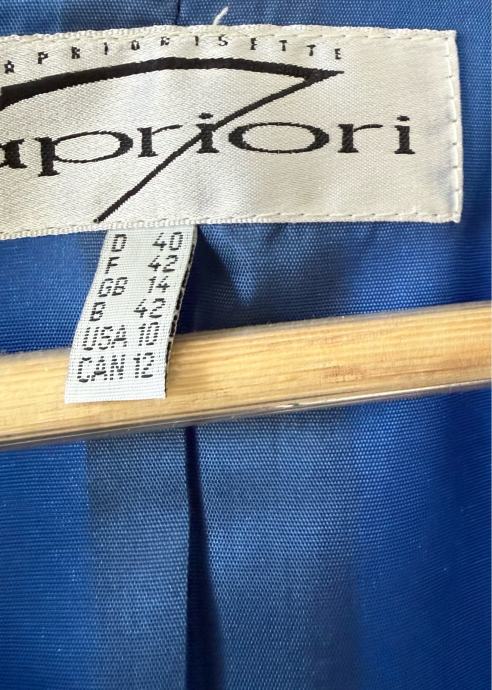 APRIORISETTE
apriori
D 40
F 42
GB 14
B 42
USA 10
CAN 12